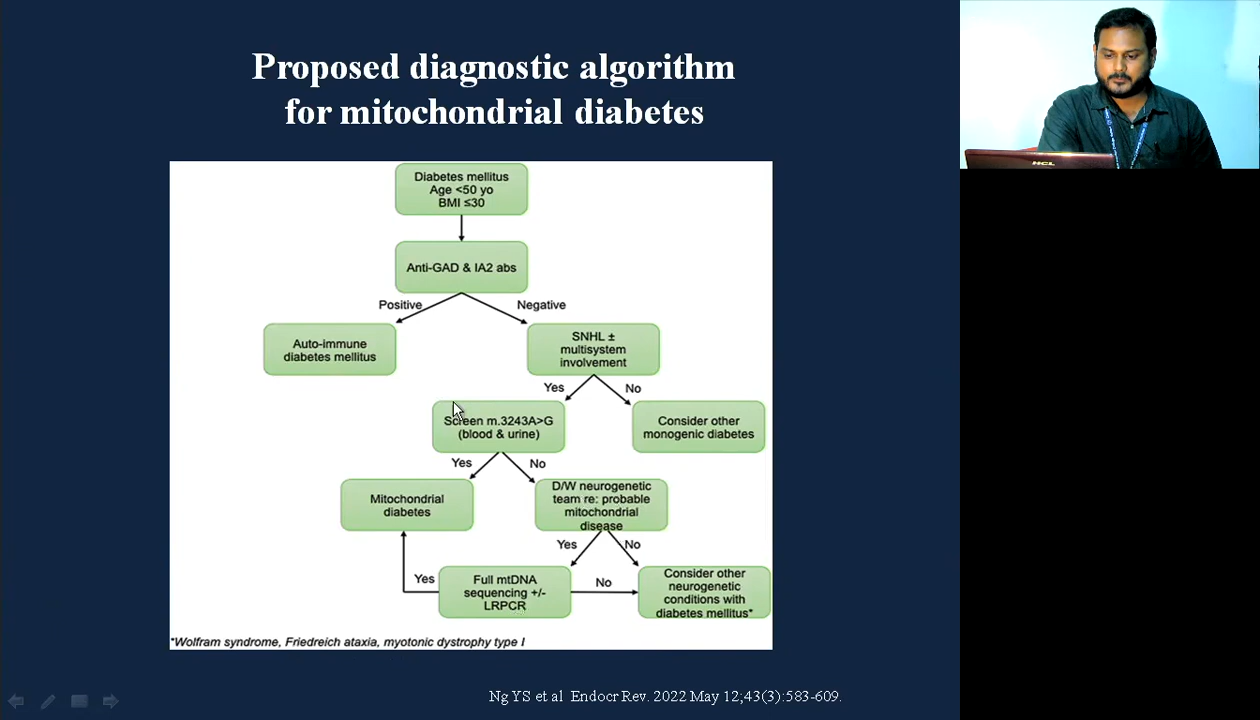 Proposed diagnostic algorithm
for mitochondrial diabetes
Diabetes mellitus
Age <50 yo
BMI ≤30
Anti-GAD & IA2 abs
Positive
Negative
Auto-immune
diabetes mellitus
SNHL ±
multisystem
involvement
Yes
No
Screen m.3243A>G
(blood & urine)
Consider other
monogenic diabetes
Yes
No
Mitochondrial
diabetes
D/W neurogenetic
team re: probable
mitochondrial
disease
Yes
No
Yes
Full mtDNA
sequencing +/-
LRPCR
No
Consider other
neurogenetic
conditions with
diabetes mellitus*
*Wolfram syndrome, Friedreich ataxia, myotonic dystrophy type I
Ng YS et al Endocr Rev. 2022 May 12;43(3):583-609.
HCL